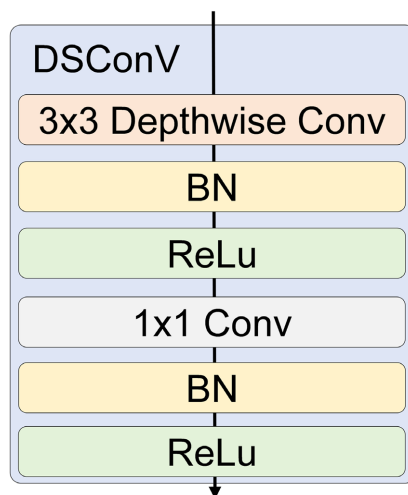 DSConV
3x3 Depthwise Conv
BN
ReLu
1x1 Conv
BN
ReLu